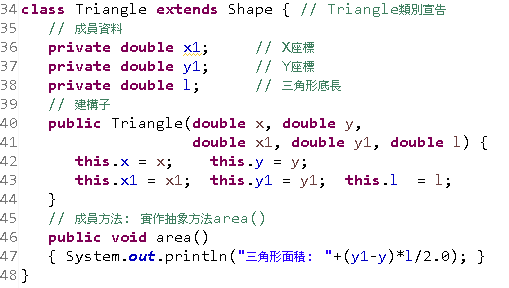 34 class Triangle extends Shape { // Triangle類別宣告
35    // 成員資料
36    private double x1;      // X座標
37    private double y1;      // Y座標
38    private double l;       // 三角形底長
39    // 建構子
40    public Triangle(double x, double y,
41                    double x1, double y1, double l) {
42       this.x = x;    this.y = y;
43       this.x1 = x1;  this.y1 = y1;  this.l  = l;
44    }
45    // 成員方法: 實作抽象方法area()
46    public void area()
47    { System.out.println("三角形面積: "+(y1-y)*l/2.0); }
48 }